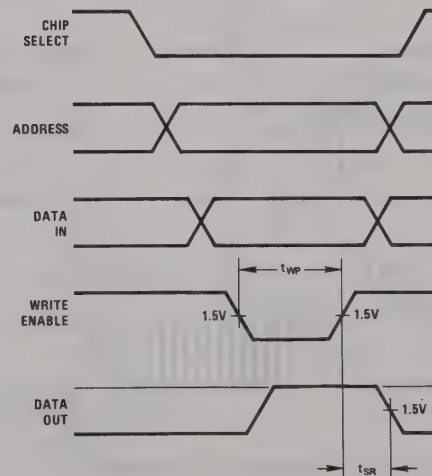 CHIP
SELECT
ADDRESS
DATA
IN
tWP
WRITE
ENABLE
1.5V
1.5V
DATA
OUT
1.5V
tSR